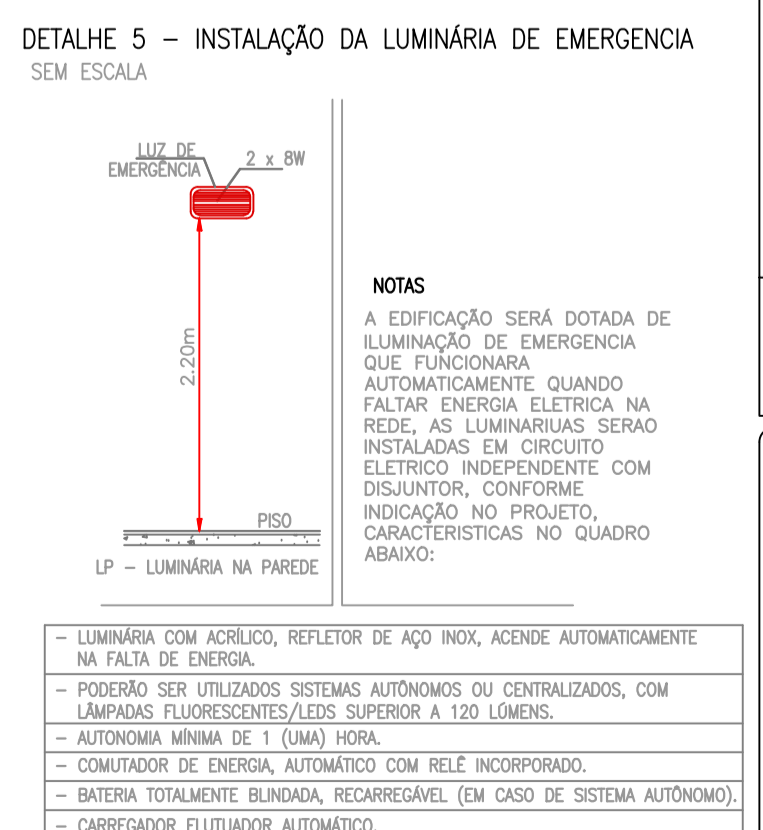 DETALHE 5 – INSTALAÇÃO DA LUMINÁRIA DE EMERGENCIA
SEM ESCALA
LUZ DE
EMERGÊNCIA
2 x 8W
2.20m
PISO
LP – LUMINÁRIA NA PAREDE
NOTAS
A EDIFICAÇÃO SERÁ DOTADA DE
ILUMINAÇÃO DE EMERGENCIA
QUE FUNCIONARA
AUTOMATICAMENTE QUANDO
FALTAR ENERGIA ELETRICA NA
REDE, AS LUMINARIUAS SERAO
INSTALADAS EM CIRCUITO
ELETRICO INDEPENDENTE COM
DISJUNTOR, CONFORME
INDICAÇÃO NO PROJETO,
CARACTERISTICAS NO QUADRO
ABAIXO:
– LUMINÁRIA COM ACRÍLICO, REFLETOR DE AÇO INOX, ACENDE AUTOMATICAMENTE
NA FALTA DE ENERGIA.
– PODERÃO SER UTILIZADOS SISTEMAS AUTÔNOMOS OU CENTRALIZADOS, COM
LÂMPADAS FLUORESCENTES/LEDS SUPERIOR A 120 LÚMENS.
– AUTONOMIA MÍNIMA DE 1 (UMA) HORA.
– COMUTADOR DE ENERGIA, AUTOMÁTICO COM RELÊ INCORPORADO.
– BATERIA TOTALMENTE BLINDADA, RECARREGÁVEL (EM CASO DE SISTEMA AUTÔNOMO).
– CARREGADOR FLUTUADOR AUTOMÁTICO.